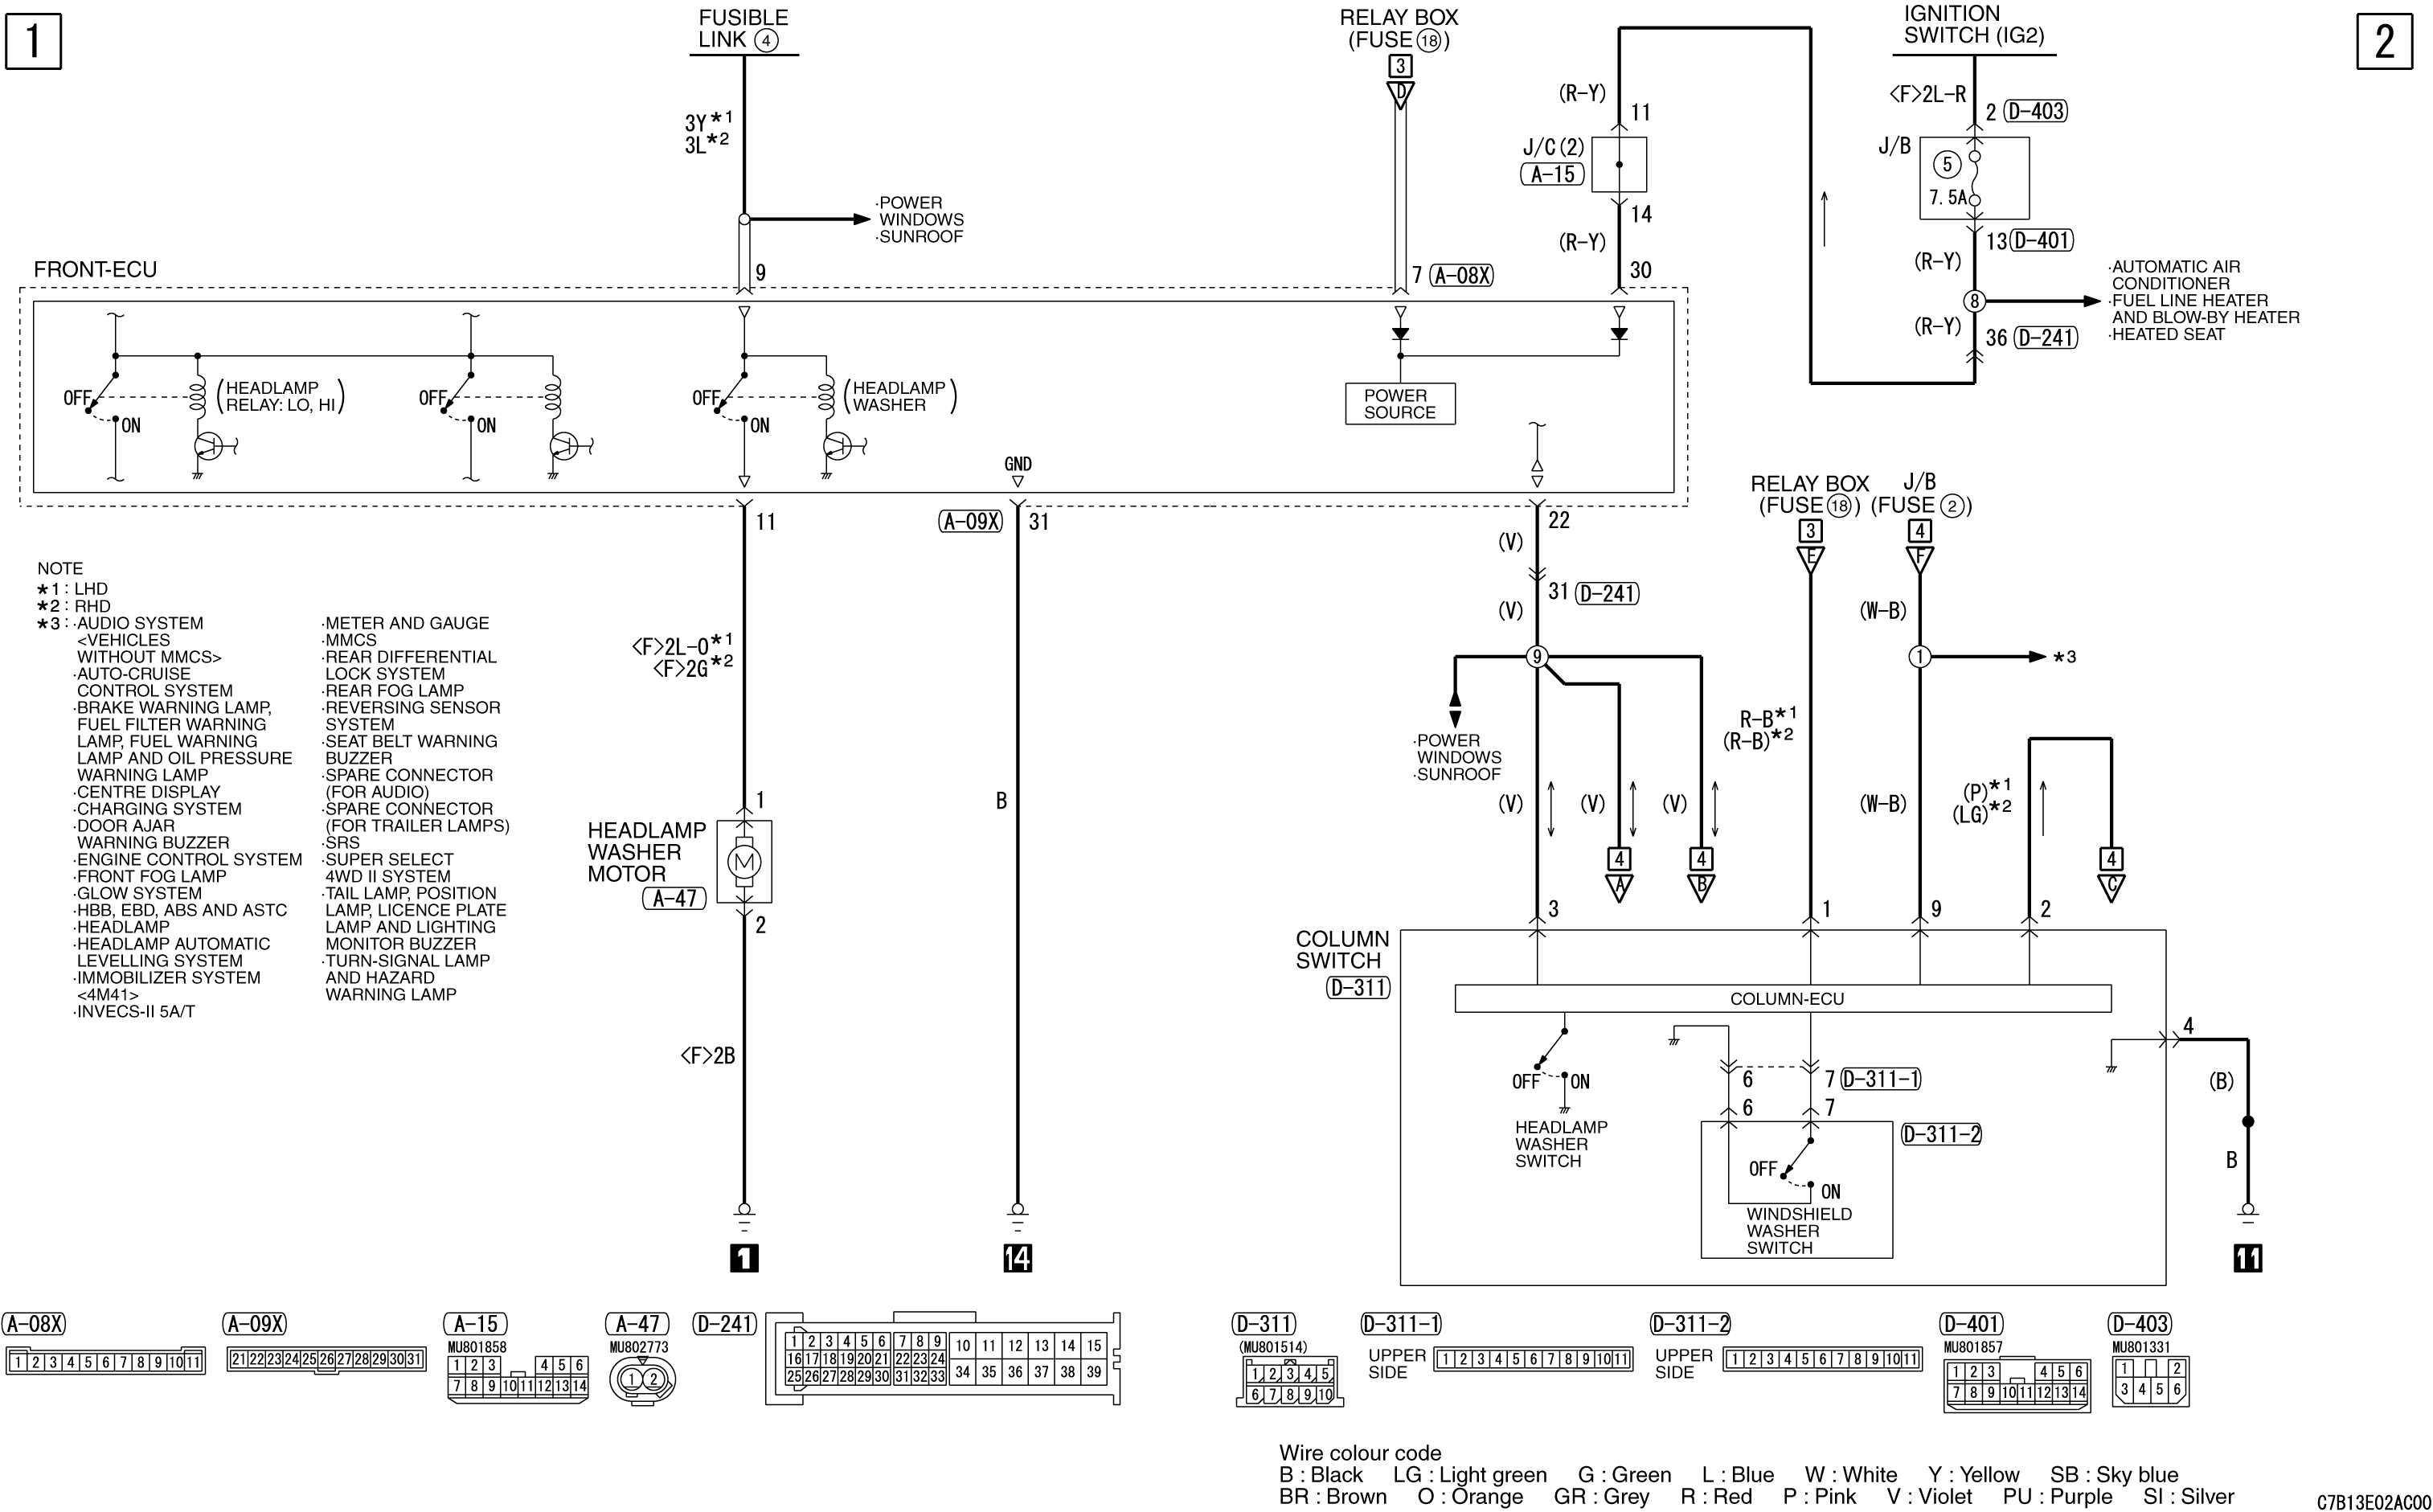 1
FUSIBLE
LINK ④
RELAY BOX
(FUSE⑱)
3
D
IGNITION
SWITCH (IG2)
2
3Y*1
3L*2
(R-Y)
11
<F>2L-R
2 D-403
J/C(2)
A-15
J/B
⑤
7.5A
·POWER
WINDOWS
·SUNROOF
14
(R-Y)
13 D-401
(R-Y)
FRONT-ECU
9
7 A-08X
30
⑧
·AUTOMATIC AIR
CONDITIONER
·FUEL LINE HEATER
AND BLOW-BY HEATER
·HEATED SEAT
(R-Y)
36 D-241
OFF
ON
(HEADLAMP
RELAY: LO, HI)
OFF
ON
OFF
ON
(HEADLAMP
WASHER)
POWER
SOURCE
GND
11
A-09X 31
22
RELAY BOX
(FUSE⑱)
3
E
J/B
(FUSE②)
4
F
(V)
31 D-241
(V)
⑨
(W-B)
①
*3
NOTE
*1 : LHD
*2 : RHD
*3 : ·AUDIO SYSTEM
<VEHICLES
WITHOUT MMCS>
·AUTO-CRUISE
CONTROL SYSTEM
·BRAKE WARNING LAMP,
FUEL FILTER WARNING
LAMP, FUEL WARNING
LAMP AND OIL PRESSURE
WARNING LAMP
·CENTRE DISPLAY
·CHARGING SYSTEM
·DOOR AJAR
WARNING BUZZER
·ENGINE CONTROL SYSTEM
·FRONT FOG LAMP
·GLOW SYSTEM
·HBB, EBD, ABS AND ASTC
·HEADLAMP
·HEADLAMP AUTOMATIC
LEVELLING SYSTEM
·IMMOBILIZER SYSTEM
<4M41>
·INVECS-II 5A/T
·METER AND GAUGE
·MMCS
·REAR DIFFERENTIAL
LOCK SYSTEM
·REAR FOG LAMP
·REVERSING SENSOR
SYSTEM
·SEAT BELT WARNING
BUZZER
·SPARE CONNECTOR
(FOR AUDIO)
·SPARE CONNECTOR
(FOR TRAILER LAMPS)
·SRS
·SUPER SELECT
4WD II SYSTEM
·TAIL LAMP, POSITION
LAMP, LICENCE PLATE
LAMP AND LIGHTING
MONITOR BUZZER
·TURN-SIGNAL LAMP
AND HAZARD
WARNING LAMP
<F>2L-O*1
<F>2G*2
1
HEADLAMP
WASHER
MOTOR
A-47
M
2
<F>2B
1
B
14
·POWER
WINDOWS
·SUNROOF
(V)
(V)
(V)
4
A
4
B
R-B*1
(R-B)*2
(W-B)
(P)*1
(LG)*2
4
C
3
1
9
2
COLUMN
SWITCH
D-311
COLUMN-ECU
OFF
ON
HEADLAMP
WASHER
SWITCH
6
7 D-311-1
6
7
D-311-2
OFF
ON
WINDSHIELD
WASHER
SWITCH
4
(B)
B
11
A-08X
1 2 3 4 5 6 7 8 9 10 11
A-09X
21 22 23 24 25 26 27 28 29 30 31
A-15
MU801858
1 2 3 4 5 6
7 8 9 10 11 12 13 14
A-47
MU802773
1 2
D-241
1 2 3 4 5 6 7 8 9 10 11 12 13 14 15
16 17 18 19 20 21 22 23 24
25 26 27 28 29 30 31 32 33 34 35 36 37 38 39
D-311
(MU801514)
1 2 3 4 5
6 7 8 9 10
D-311-1
UPPER
SIDE
1 2 3 4 5 6 7 8 9 10 11
D-311-2
UPPER
SIDE
1 2 3 4 5 6 7 8 9 10 11
D-401
MU801857
1 2 3 4 5 6
7 8 9 10 11 12 13 14
D-403
MU801331
1 2
3 4 5 6
Wire colour code
B : Black LG : Light green G : Green L : Blue W : White Y : Yellow SB : Sky blue
BR : Brown O : Orange GR : Grey R : Red P : Pink V : Violet PU : Purple SI : Silver
C7B13E02AC00